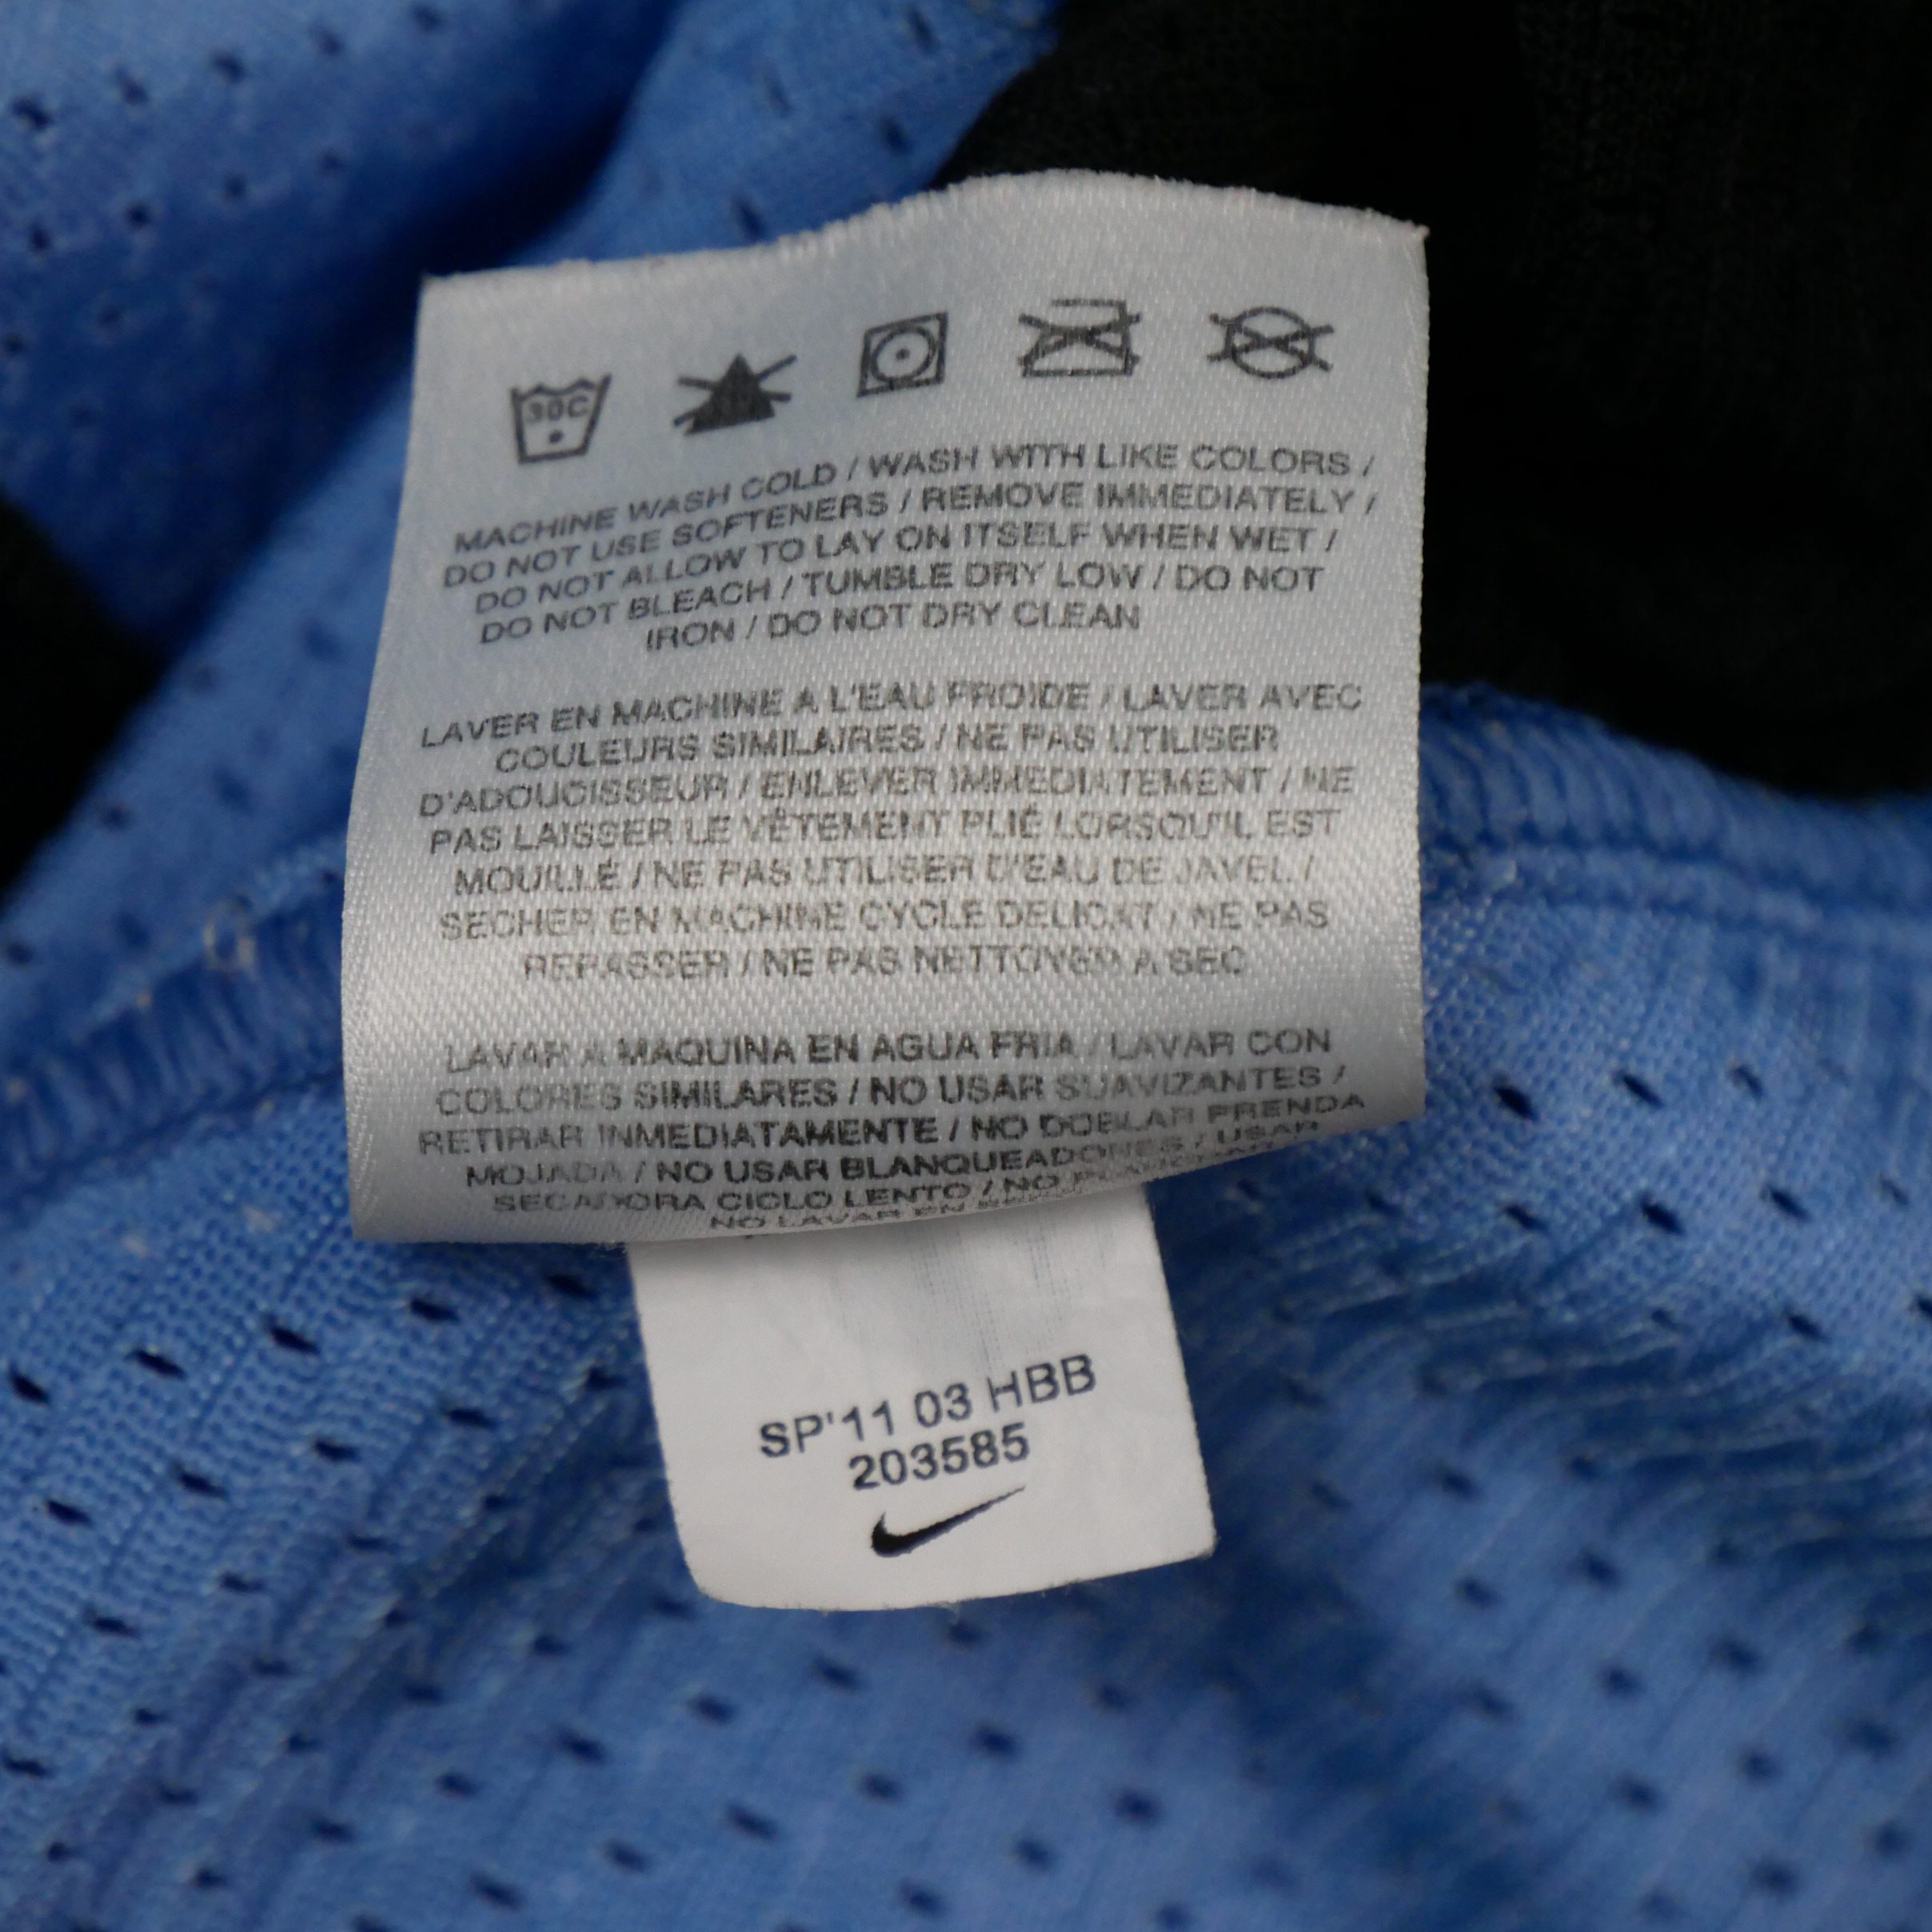 30C
MACHINE WASH COLD / WASH WITH LIKE COLORS /
DO NOT USE SOFTENERS / REMOVE IMMEDIATELY /
DO NOT ALLOW TO LAY ON ITSELF WHEN WET /
DO NOT BLEACH / TUMBLE DRY LOW / DO NOT
IRON / DO NOT DRY CLEAN
LAVER EN MACHINE A L'EAU FROIDE / LAVER AVEC
COULEURS SIMILAIRES / NE PAS UTILISER
D'ADOUCISSEUR / ENLEVER IMMEDIATEMENT / NE
PAS LAISSER LE VÊTEMENT PLIÉ LORSQU'IL EST
MOUILLÉ / NE PAS UTILISER D'EAU DE JAVEL /
SECHER EN MACHINE CYCLE DELICAT / NE PAS
REPASSER / NE PAS NETTOYER A SEC
LAVAR A MAQUINA EN AGUA FRIA / LAVAR CON
COLORES SIMILARES / NO USAR SUAVIZANTES /
RETIRAR INMEDIATAMENTE / NO DOBLAR PRENDA
MOJADA / NO USAR BLANQUEADORES / USAR
SECADORA CICLO LENTO / NO
NO LAVAR EN
SP'11 03 HBB
203585